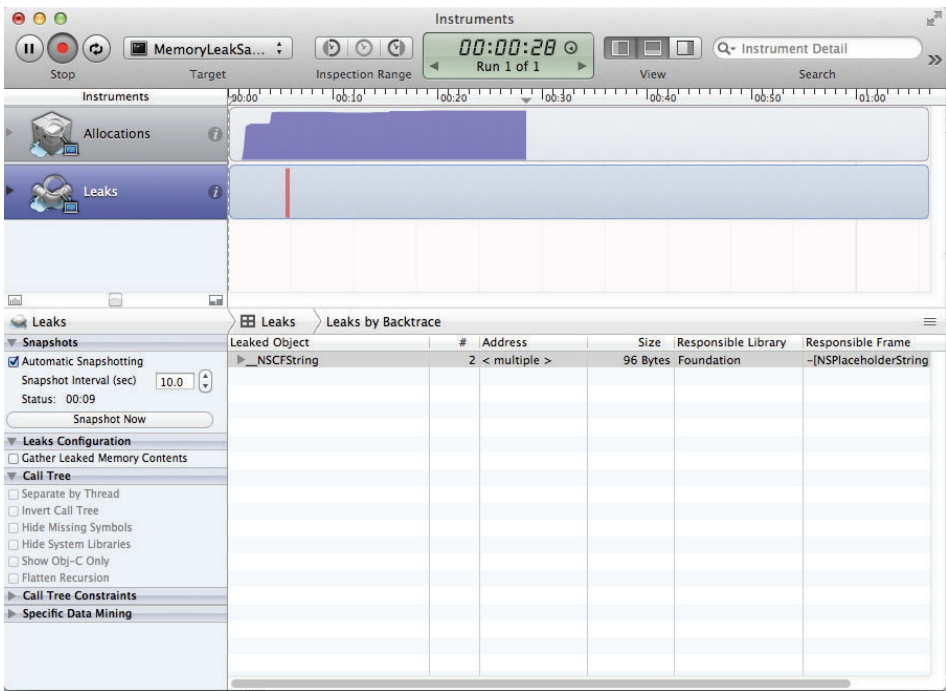 Instruments
MemoryLeakSa...
00:00:28
Run 1 of 1
Instrument Detail
Stop
Target
Inspection Range
View
Search
Instruments
00:00 00:10 00:20 00:30 00:40 00:50 01:00
Allocations
Leaks
Leaks
Leaks
Leaks by Backtrace
Snapshots
Automatic Snapshotting
Snapshot Interval (sec) 10.0
Status: 00:09
Snapshot Now
Leaks Configuration
Gather Leaked Memory Contents
Call Tree
Separate by Thread
Invert Call Tree
Hide Missing Symbols
Hide System Libraries
Show Obj-C Only
Flatten Recursion
Call Tree Constraints
Specific Data Mining
Leaked Object # Address Size Responsible Library Responsible Frame
__NSCFString 2 < multiple > 96 Bytes Foundation -[NSPlaceholderString